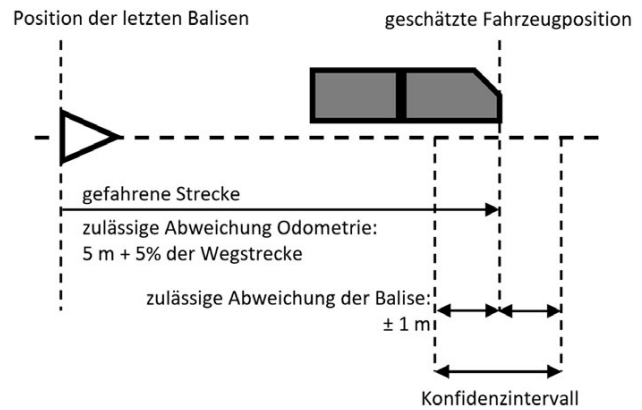 Position der letzten Balisen
geschätzte Fahrzeugposition
gefahrene Strecke
zulässige Abweichung Odometrie:
5 m + 5% der Wegstrecke
zulässige Abweichung der Balise:
± 1 m
Konfidenzintervall